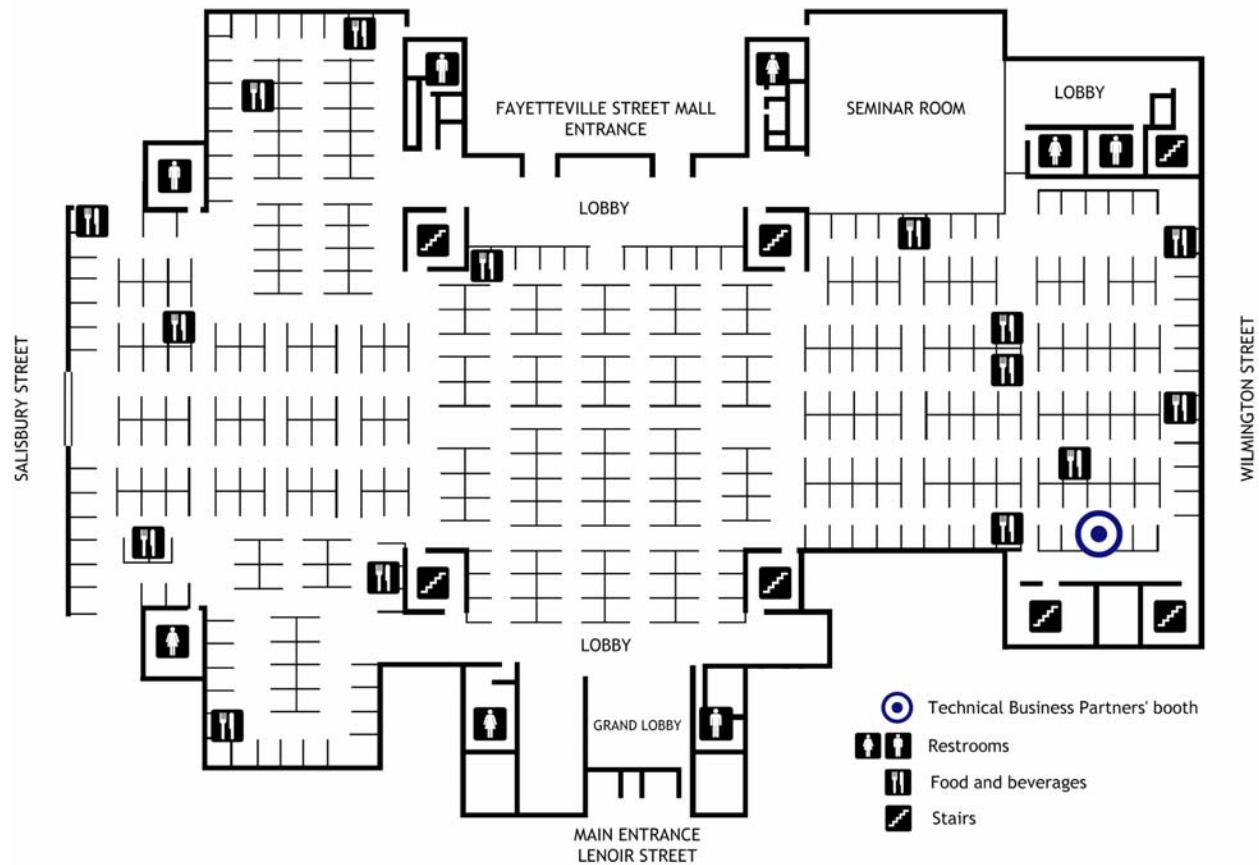 FAYETTEVILLE STREET MALL
ENTRANCE
SEMINAR ROOM
LOBBY
LOBBY
SALISBURY STREET
WILMINGTON STREET
LOBBY
GRAND LOBBY
MAIN ENTRANCE
LENOIR STREET
Technical Business Partners' booth
Restrooms
Food and beverages
Stairs